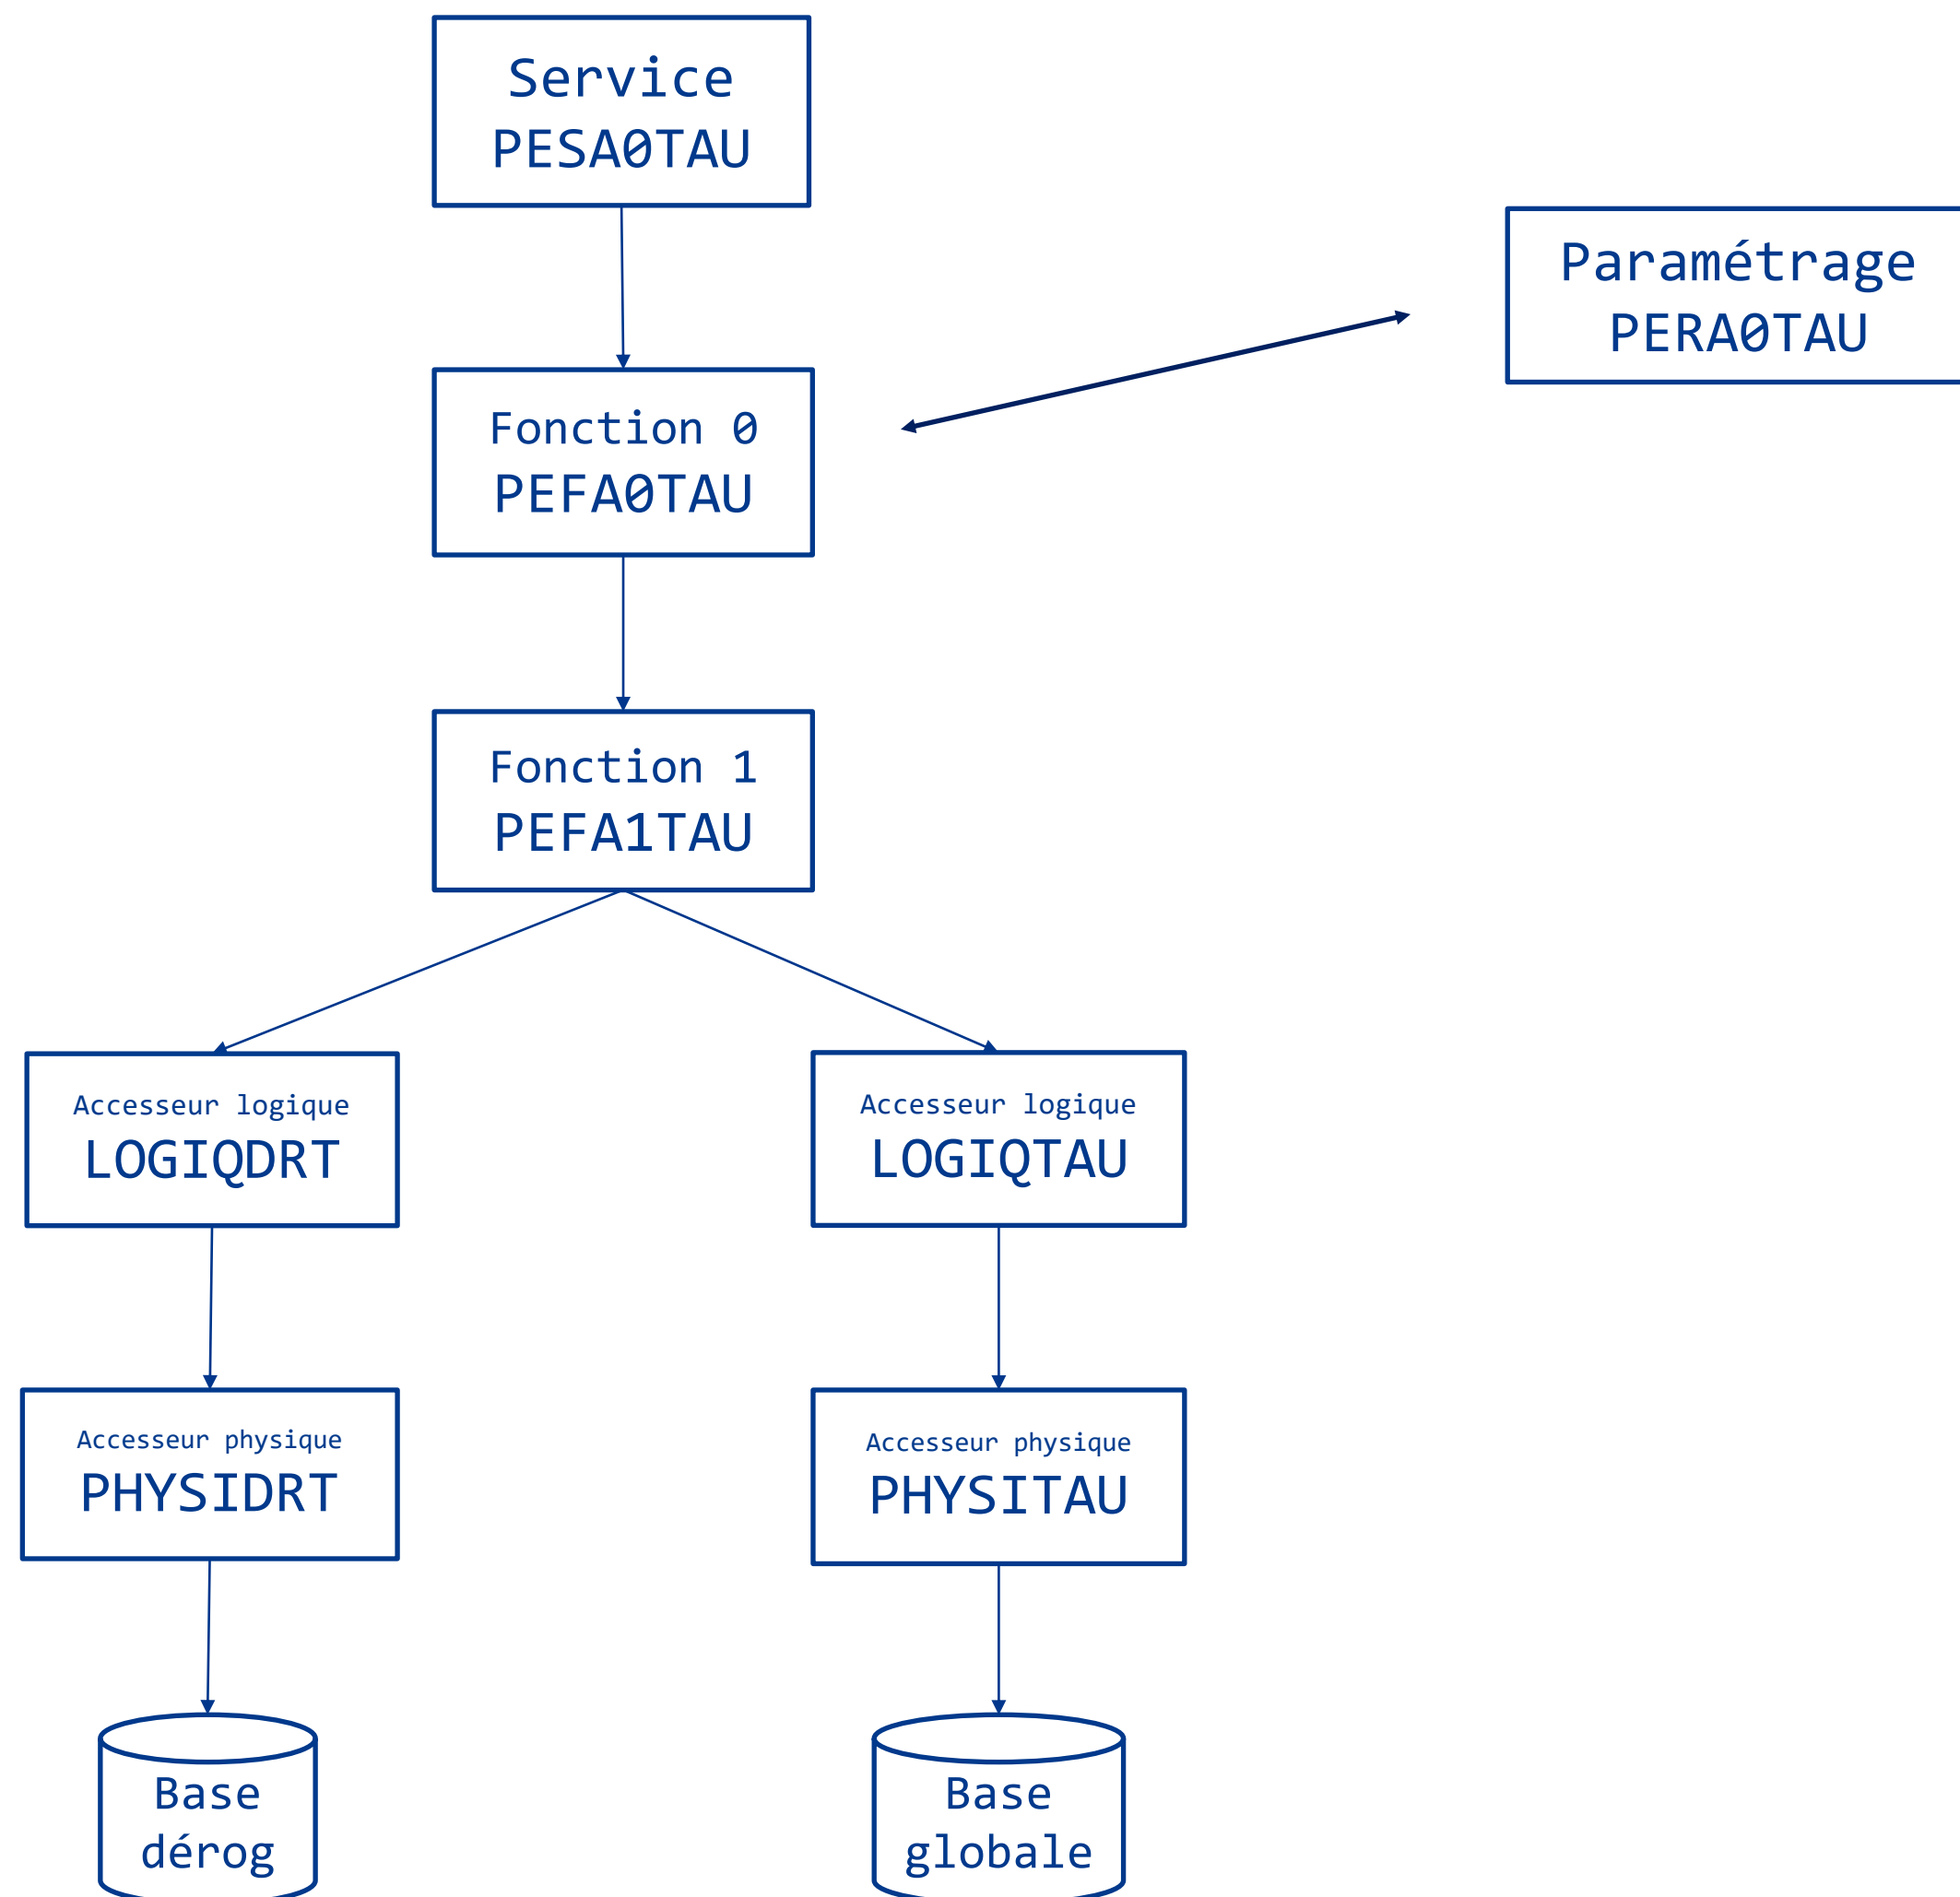 Service
PESA0TAU
Paramétrage
PERA0TAU
Fonction 0
PEFA0TAU
Fonction 1
PEFA1TAU
Accesseur logique
LOGIQDRT
Accesseur logique
LOGIQTAU
Accesseur physique
PHYSIDRT
Accesseur physique
PHYSITAU
Base
dérog
Base
globale